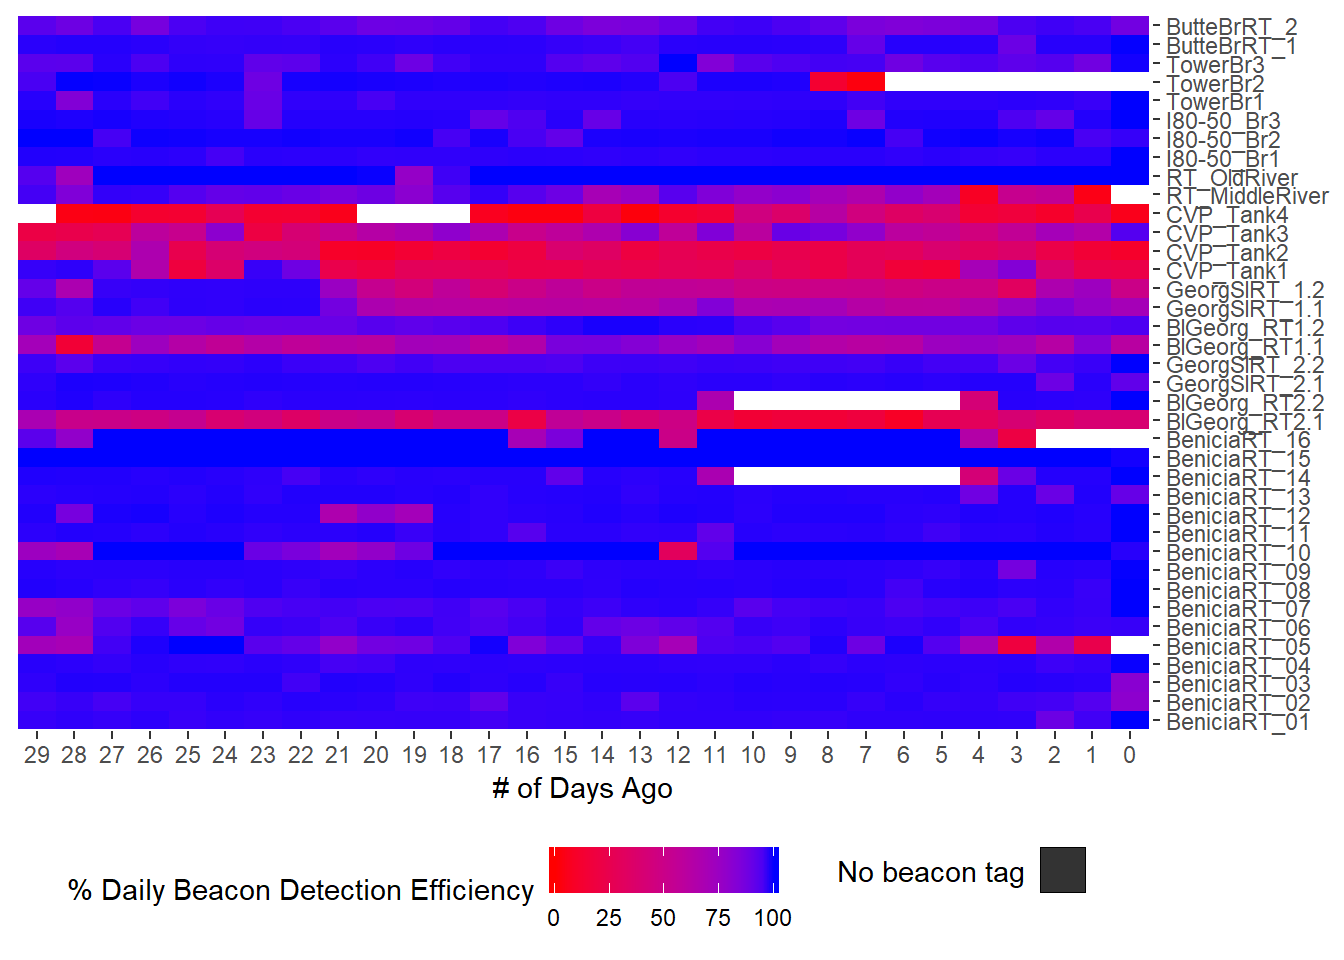 ButteBrRT_2
ButteBrRT_1
TowerBr3
TowerBr2
TowerBr1
I80-50_Br3
I80-50_Br2
I80-50_Br1
RT_OldRiver
RT_MiddleRiver
CVP_Tank4
CVP_Tank3
CVP_Tank2
CVP_Tank1
GeorgSlRT_1.2
GeorgSlRT_1.1
BlGeorg_RT1.2
BlGeorg_RT1.1
GeorgSlRT_2.2
GeorgSlRT_2.1
BlGeorg_RT2.2
BlGeorg_RT2.1
BeniciaRT_16
BeniciaRT_15
BeniciaRT_14
BeniciaRT_13
BeniciaRT_12
BeniciaRT_11
BeniciaRT_10
BeniciaRT_09
BeniciaRT_08
BeniciaRT_07
BeniciaRT_06
BeniciaRT_05
BeniciaRT_04
BeniciaRT_03
BeniciaRT_02
BeniciaRT_01
29 28 27 26 25 24 23 22 21 20 19 18 17 16 15 14 13 12 11 10 9 8 7 6 5 4 3 2 1 0
# of Days Ago
% Daily Beacon Detection Efficiency
0 25 50 75 100
No beacon tag